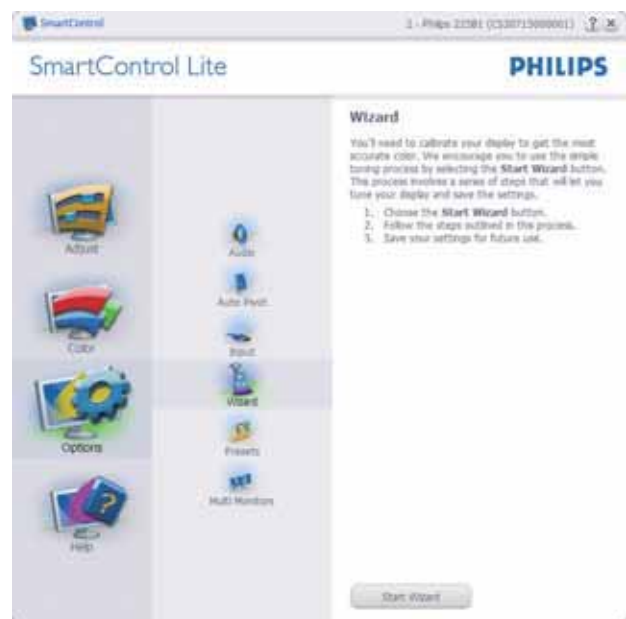 SmartControl
2 - Philips 225B1 (CS30715000001) ? X
SmartControl Lite
PHILIPS
Adjust
Color
Options
Help
Audio
Auto Pivot
Input
Wizard
Presets
Multi Monitors
Wizard
You'll need to calibrate your display to get the most
accurate color. We encourage you to use the simple
tuning process by selecting the Start Wizard button.
This process involves a series of steps that will let you
tune your display and save the settings.
1. Choose the Start Wizard button.
2. Follow the steps outlined in this process.
3. Save your settings for future use.
Start Wizard